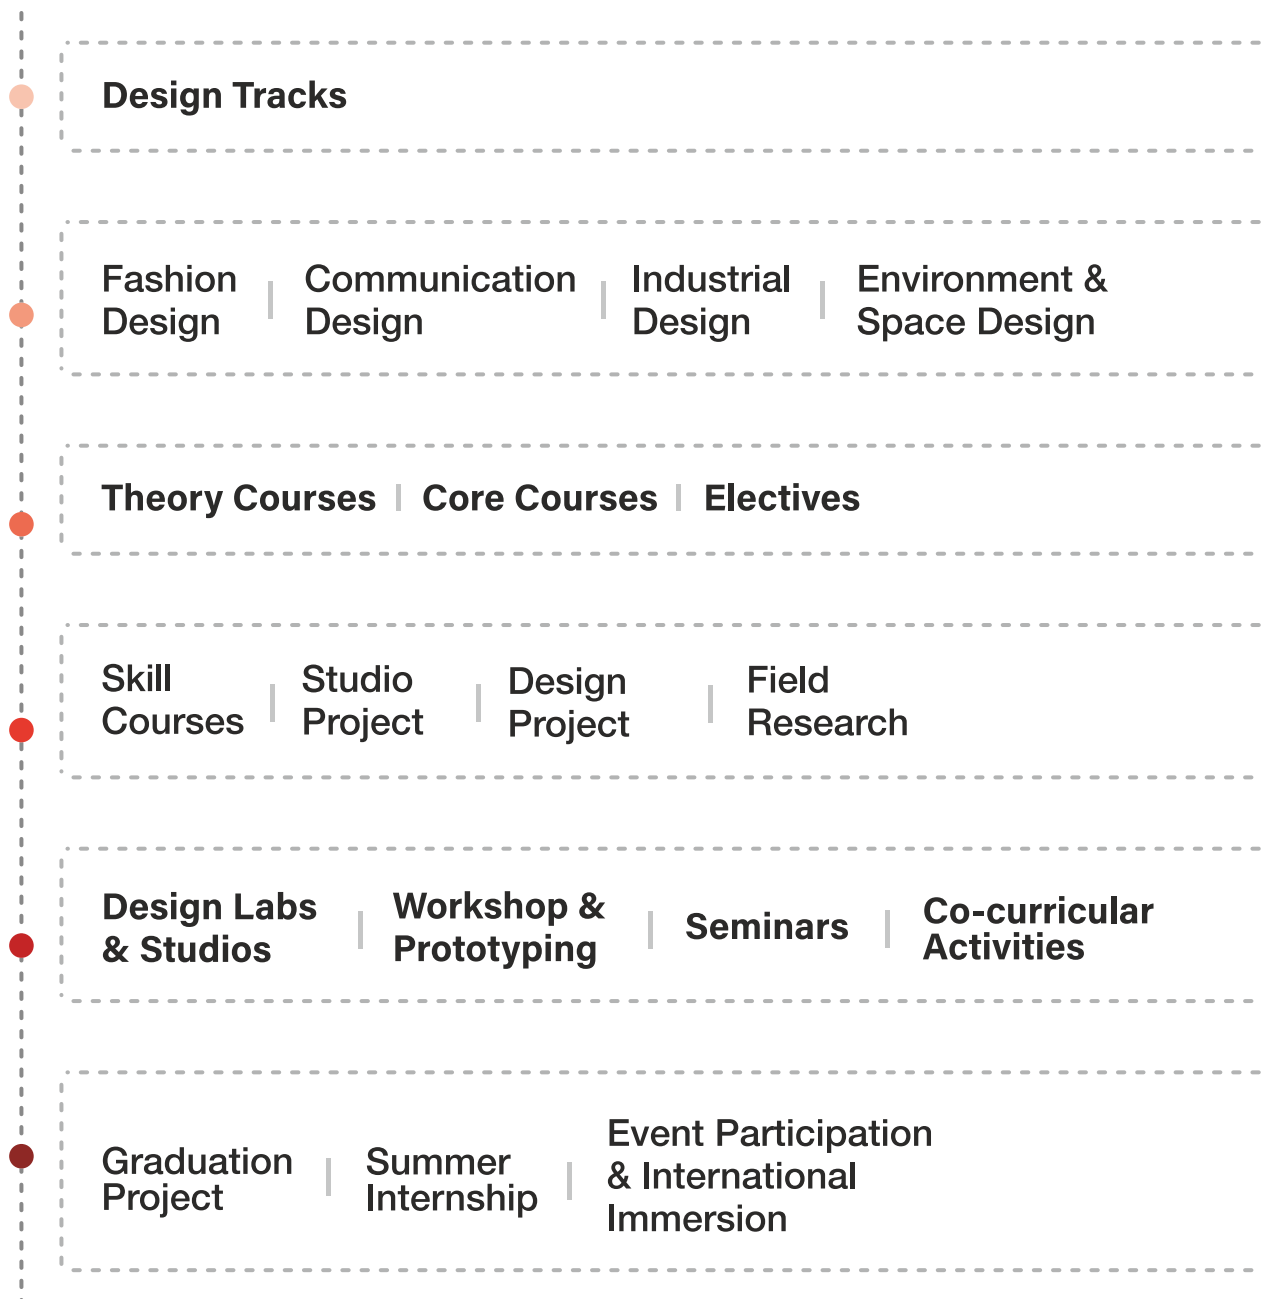 Design Tracks
Fashion
Design
Communication
Design
Industrial
Design
Environment &
Space Design
Theory Courses
Core Courses
Electives
Skill
Courses
Studio
Project
Design
Project
Field
Research
Design Labs
& Studios
Workshop &
Prototyping
Seminars
Co-curricular
Activities
Graduation
Project
Summer
Internship
Event Participation
& International
Immersion